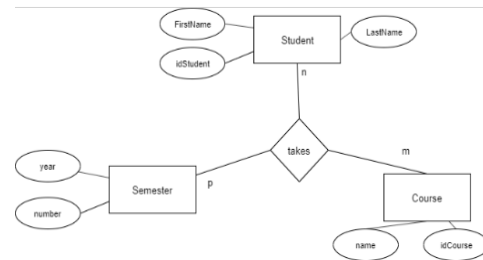 FirstName
Student
LastName
idStudent
n
takes
m
year
Semester
p
number
Course
name
idCourse